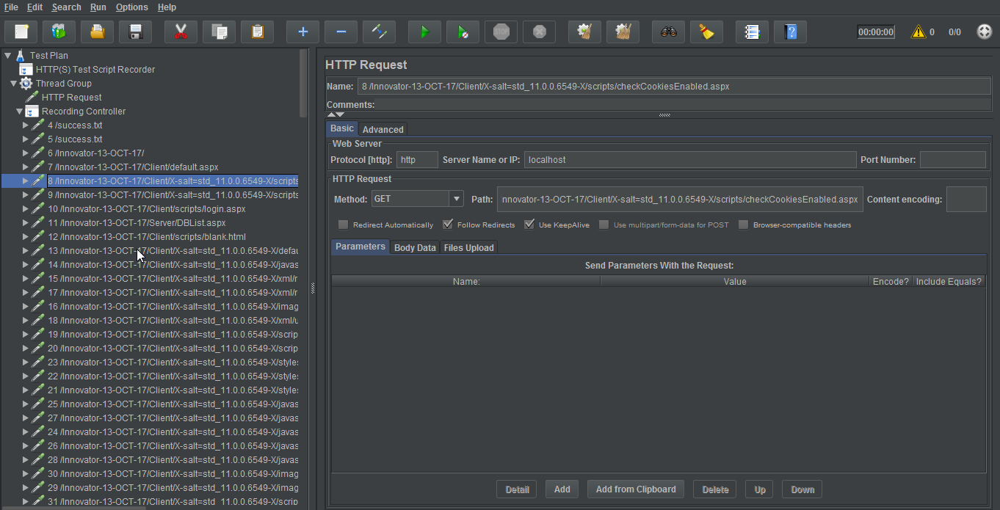 File Edit Search Run Options Help
STOP 00:00:00 0 0/0
Test Plan
HTTP(S) Test Script Recorder
Thread Group
HTTP Request
Recording Controller
4 /success.txt
5 /success.txt
6 /Innovator-13-OCT-17/
7 /Innovator-13-OCT-17/Client/default.aspx
8 /Innovator-13-OCT-17/Client/X-salt=std_11.0.0.6549-X/scripts
9 /Innovator-13-OCT-17/Client/X-salt=std_11.0.0.6549-X/scripts
10 /Innovator-13-OCT-17/Client/scripts/login.aspx
11 /Innovator-13-OCT-17/Server/DBList.aspx
12 /Innovator-13-OCT-17/Client/scripts/blank.html
13 /Innovator-13-OCT-17/Client/X-salt=std_11.0.0.6549-X/defau
14 /Innovator-13-OCT-17/Client/X-salt=std_11.0.0.6549-X/javas
15 /Innovator-13-OCT-17/Client/X-salt=std_11.0.0.6549-X/xml/r
17 /Innovator-13-OCT-17/Client/X-salt=std_11.0.0.6549-X/xml/r
16 /Innovator-13-OCT-17/Client/X-salt=std_11.0.0.6549-X/imag
18 /Innovator-13-OCT-17/Client/X-salt=std_11.0.0.6549-X/xml/u
19 /Innovator-13-OCT-17/Client/X-salt=std_11.0.0.6549-X/scrip
20 /Innovator-13-OCT-17/Client/X-salt=std_11.0.0.6549-X/scrip
23 /Innovator-13-OCT-17/Client/X-salt=std_11.0.0.6549-X/style
22 /Innovator-13-OCT-17/Client/X-salt=std_11.0.0.6549-X/style
21 /Innovator-13-OCT-17/Client/X-salt=std_11.0.0.6549-X/style
25 /Innovator-13-OCT-17/Client/X-salt=std_11.0.0.6549-X/javas
27 /Innovator-13-OCT-17/Client/X-salt=std_11.0.0.6549-X/javas
24 /Innovator-13-OCT-17/Client/X-salt=std_11.0.0.6549-X/javas
26 /Innovator-13-OCT-17/Client/X-salt=std_11.0.0.6549-X/javas
28 /Innovator-13-OCT-17/Client/X-salt=std_11.0.0.6549-X/javas
30 /Innovator-13-OCT-17/Client/X-salt=std_11.0.0.6549-X/imag
29 /Innovator-13-OCT-17/Client/X-salt=std_11.0.0.6549-X/imag
31 /Innovator-13-OCT-17/Client/X-salt=std_11.0.0.6549-X/scrip
HTTP Request
Name: 8 /Innovator-13-OCT-17/Client/X-salt=std_11.0.0.6549-X/scripts/checkCookiesEnabled.aspx
Comments:
Basic Advanced
Web Server
Protocol [http]: http Server Name or IP: localhost Port Number:
HTTP Request
Method: GET Path: nnovator-13-OCT-17/Client/X-salt=std_11.0.0.6549-X/scripts/checkCookiesEnabled.aspx Content encoding:
Redirect Automatically Follow Redirects Use KeepAlive Use multipart/form-data for POST Browser-compatible headers
Parameters Body Data Files Upload
Send Parameters With the Request:
Name: Value Encode? Include Equals?
Detail Add Add from Clipboard Delete Up Down